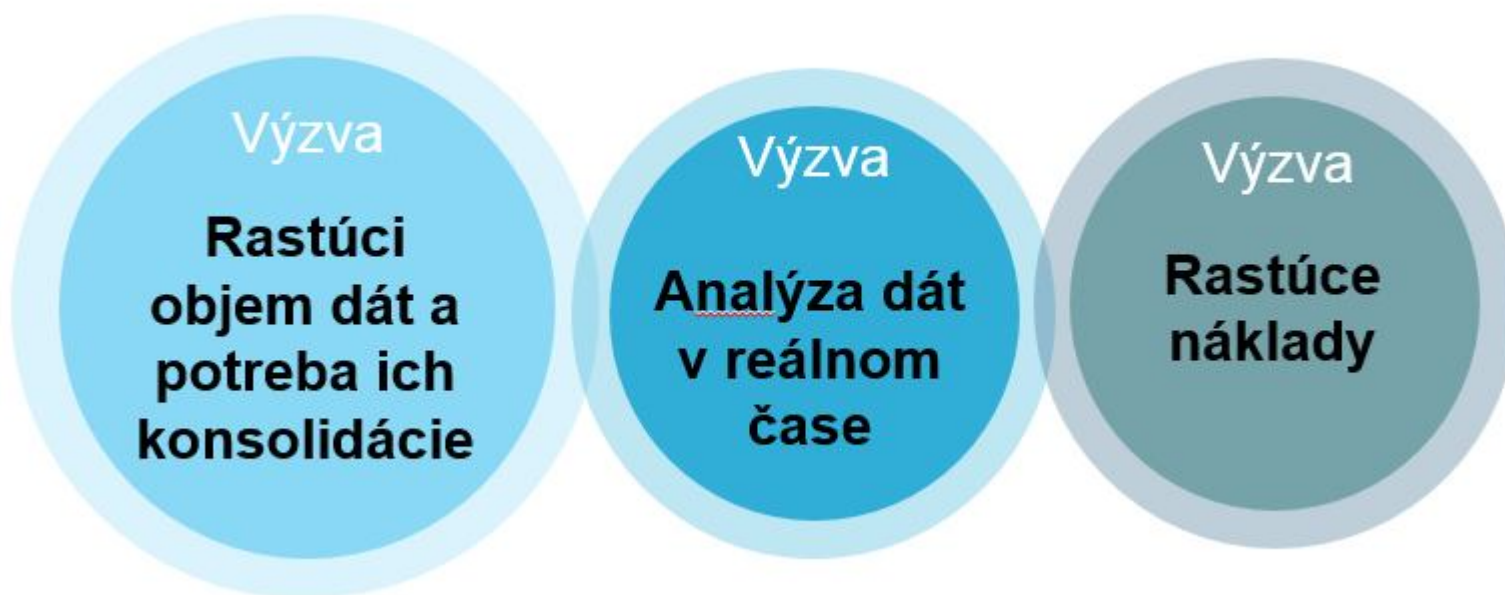 Výzva
Rastúci
objem dát a
potreba ich
konsolidácie
Výzva
Analýza dát
v reálnom
čase
Výzva
Rastúce
náklady